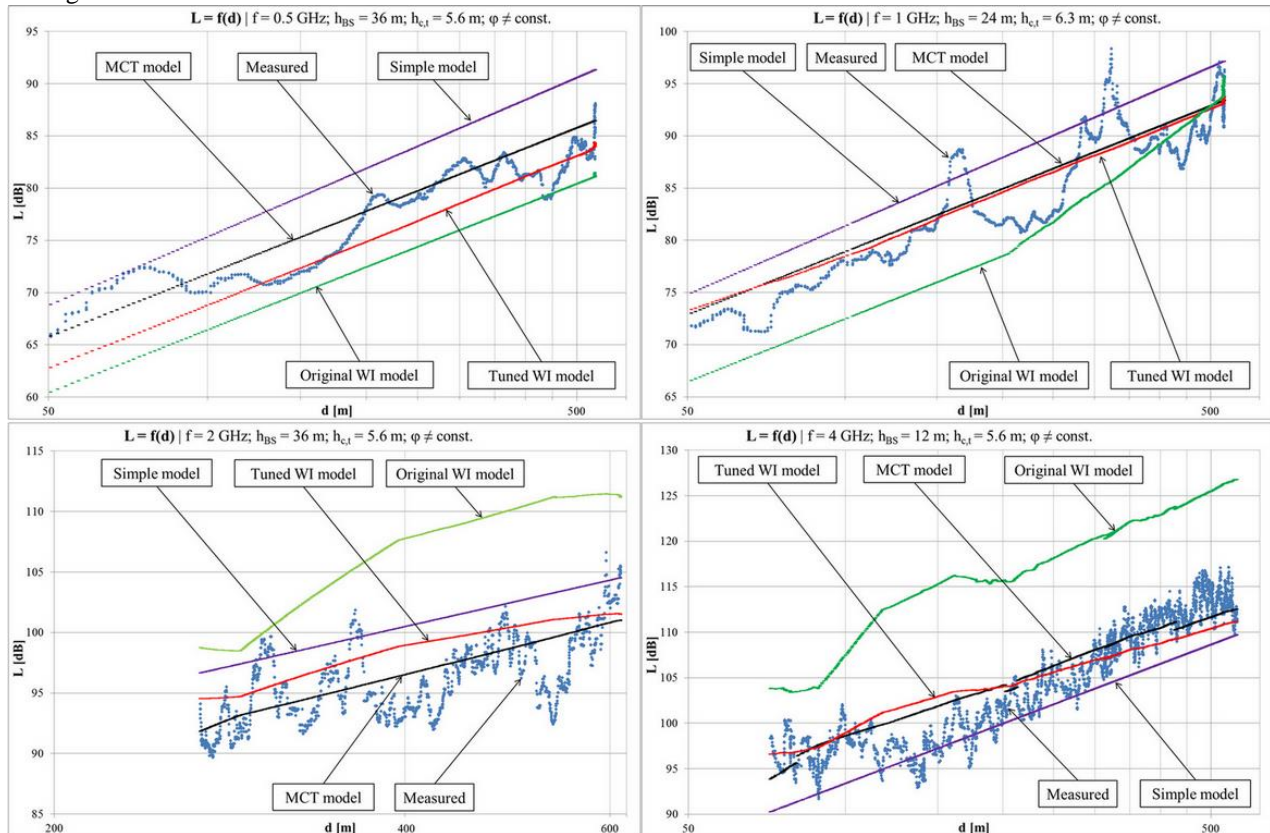 L = f(d) | f = 0.5 GHz; hBS = 36 m; hc,t = 5.6 m; φ ≠ const.
95
90
85
80
75
70
65
60
L [dB]
MCT model
Measured
Simple model
Original WI model
Tuned WI model
50
d [m]
500
L = f(d) | f = 1 GHz; hBS = 24 m; hc,t = 6.3 m; φ ≠ const.
100
95
90
85
80
75
70
65
L [dB]
Simple model
Measured
MCT model
Original WI model
Tuned WI model
50
d [m]
500
L = f(d) | f = 2 GHz; hBS = 36 m; hc,t = 5.6 m; φ ≠ const.
115
110
105
100
95
90
85
L [dB]
Simple model
Tuned WI model
Original WI model
MCT model
Measured
200
d [m]
400
600
L = f(d) | f = 4 GHz; hBS = 12 m; hc,t = 5.6 m; φ ≠ const.
130
125
120
115
110
105
100
95
90
L [dB]
Tuned WI model
MCT model
Original WI model
Measured
Simple model
50
d [m]
500